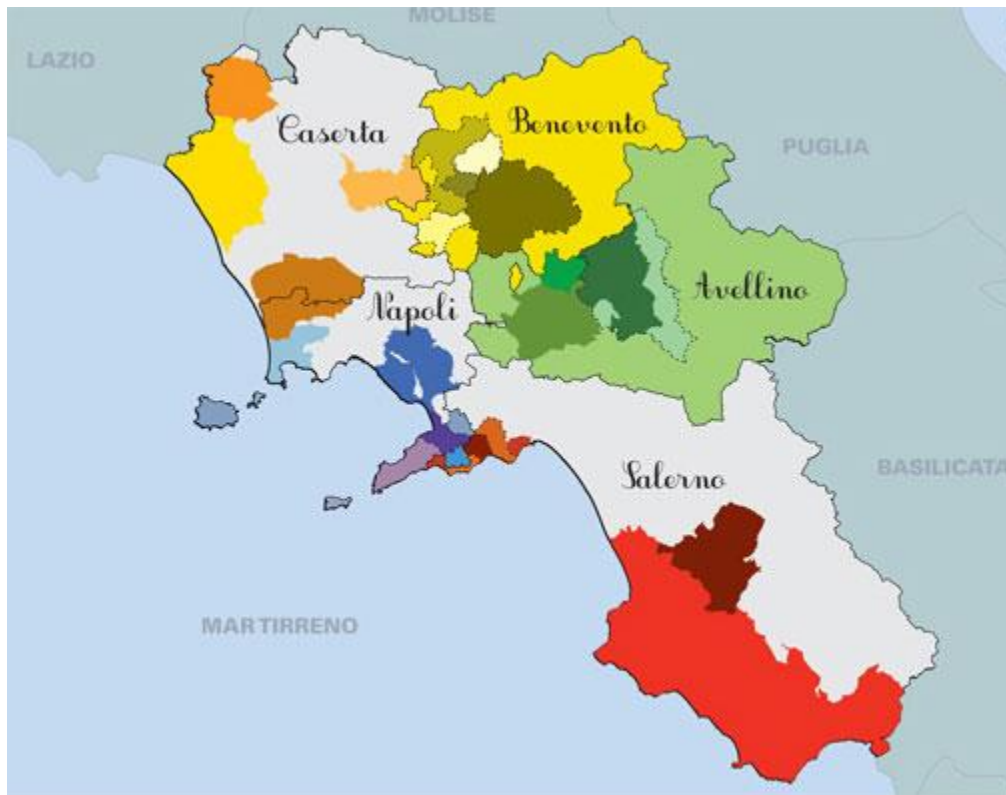 MOLISE
LAZIO
Caserta
Benevento
PUGLIA
Napoli
Avellino
Salerno
BASILICATA
MAR TIRRENO